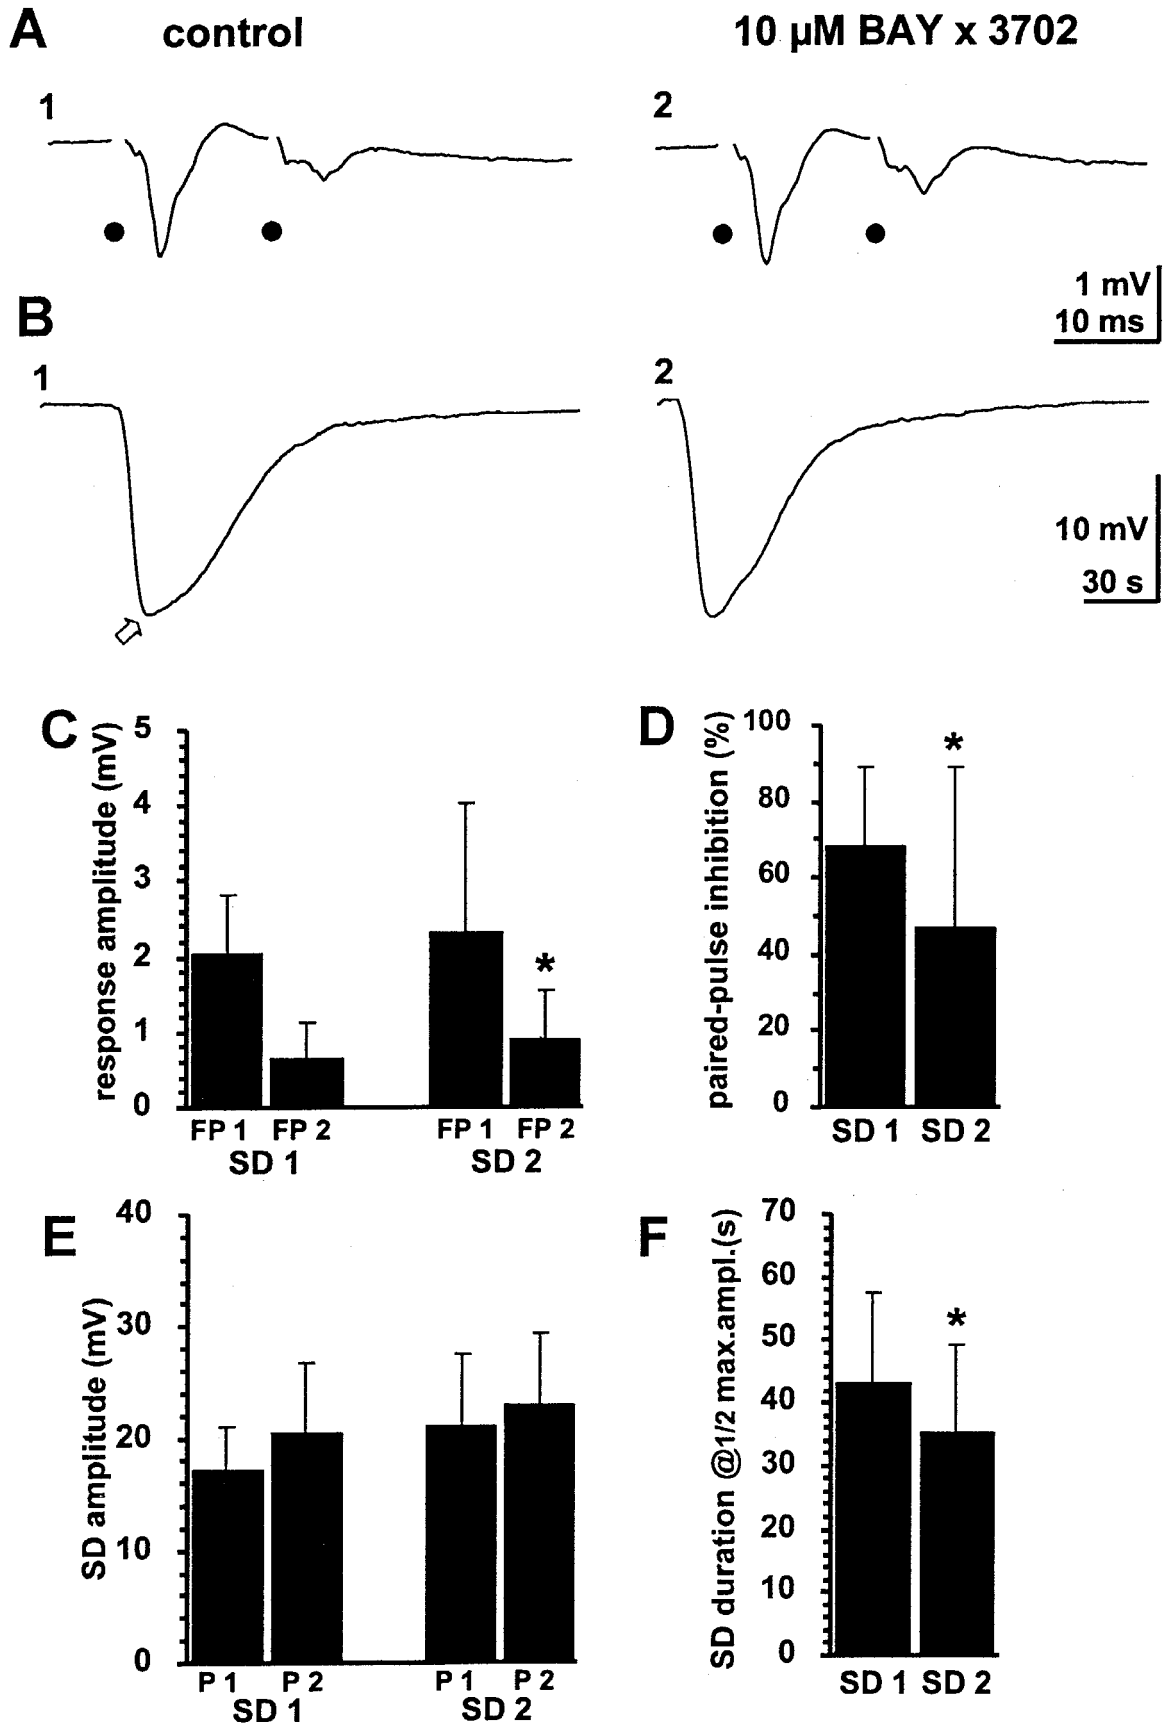 A control 10 µM BAY x 3702
1 2
1 mV
10 ms
B
1 2
10 mV
30 s
C
response amplitude (mV)
5
4
3
2
1
0
*
FP 1 FP 2 FP 1 FP 2
SD 1 SD 2
D
paired-pulse inhibition (%)
100
80
60
40
20
0
*
SD 1 SD 2
E
SD amplitude (mV)
40
30
20
10
0
P 1 P 2 P 1 P 2
SD 1 SD 2
F
SD duration @1/2 max.ampl.(s)
70
60
50
40
30
20
10
0
*
SD 1 SD 2